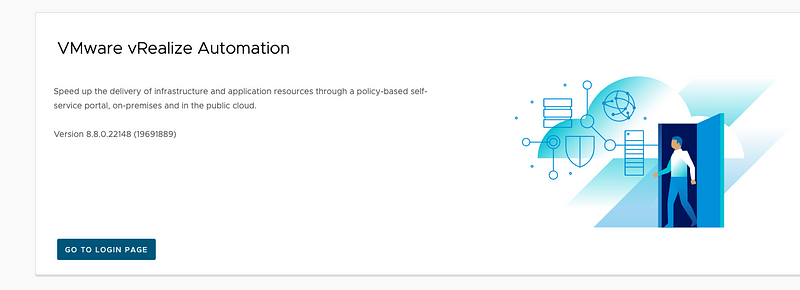 VMware vRealize Automation
Speed up the delivery of infrastructure and application resources through a policy-based self-
service portal, on-premises and in the public cloud.
Version 8.8.0.22148 (19691889)
GO TO LOGIN PAGE